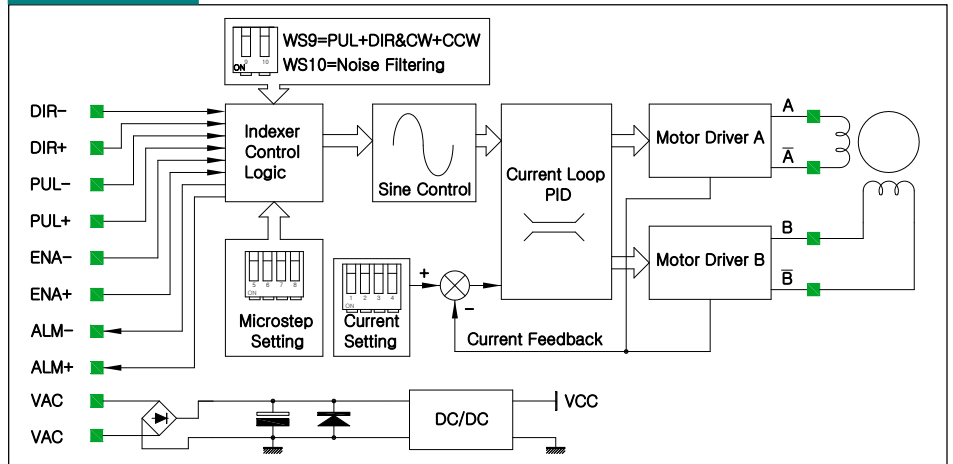 WS9=PUL+DIR&CW+CCW
WS10=Noise Filtering
9 10
ON
DIR-
DIR+
PUL-
PUL+
ENA-
ENA+
ALM-
ALM+
VAC
VAC
Indexer
Control
Logic
Sine Control
Current Loop
PID
Motor Driver A
Motor Driver B
A
A̅
B
B̅
5 6 7 8
ON
Microstep
Setting
1 2 3 4
ON
Current
Setting
+
-
Current Feedback
DC/DC
VCC